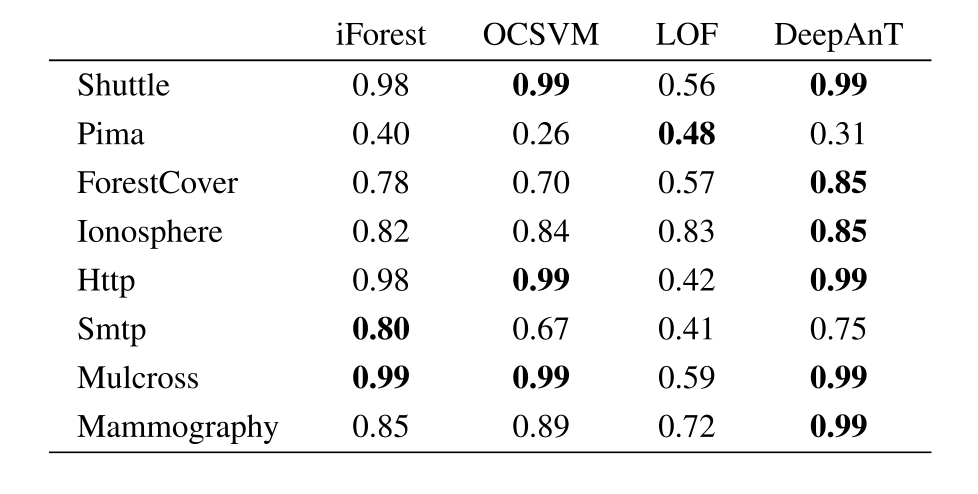 iForest OCSVM LOF DeepAnT
Shuttle 0.98 0.99 0.56 0.99
Pima 0.40 0.26 0.48 0.31
ForestCover 0.78 0.70 0.57 0.85
Ionosphere 0.82 0.84 0.83 0.85
Http 0.98 0.99 0.42 0.99
Smtp 0.80 0.67 0.41 0.75
Mulcross 0.99 0.99 0.59 0.99
Mammography 0.85 0.89 0.72 0.99